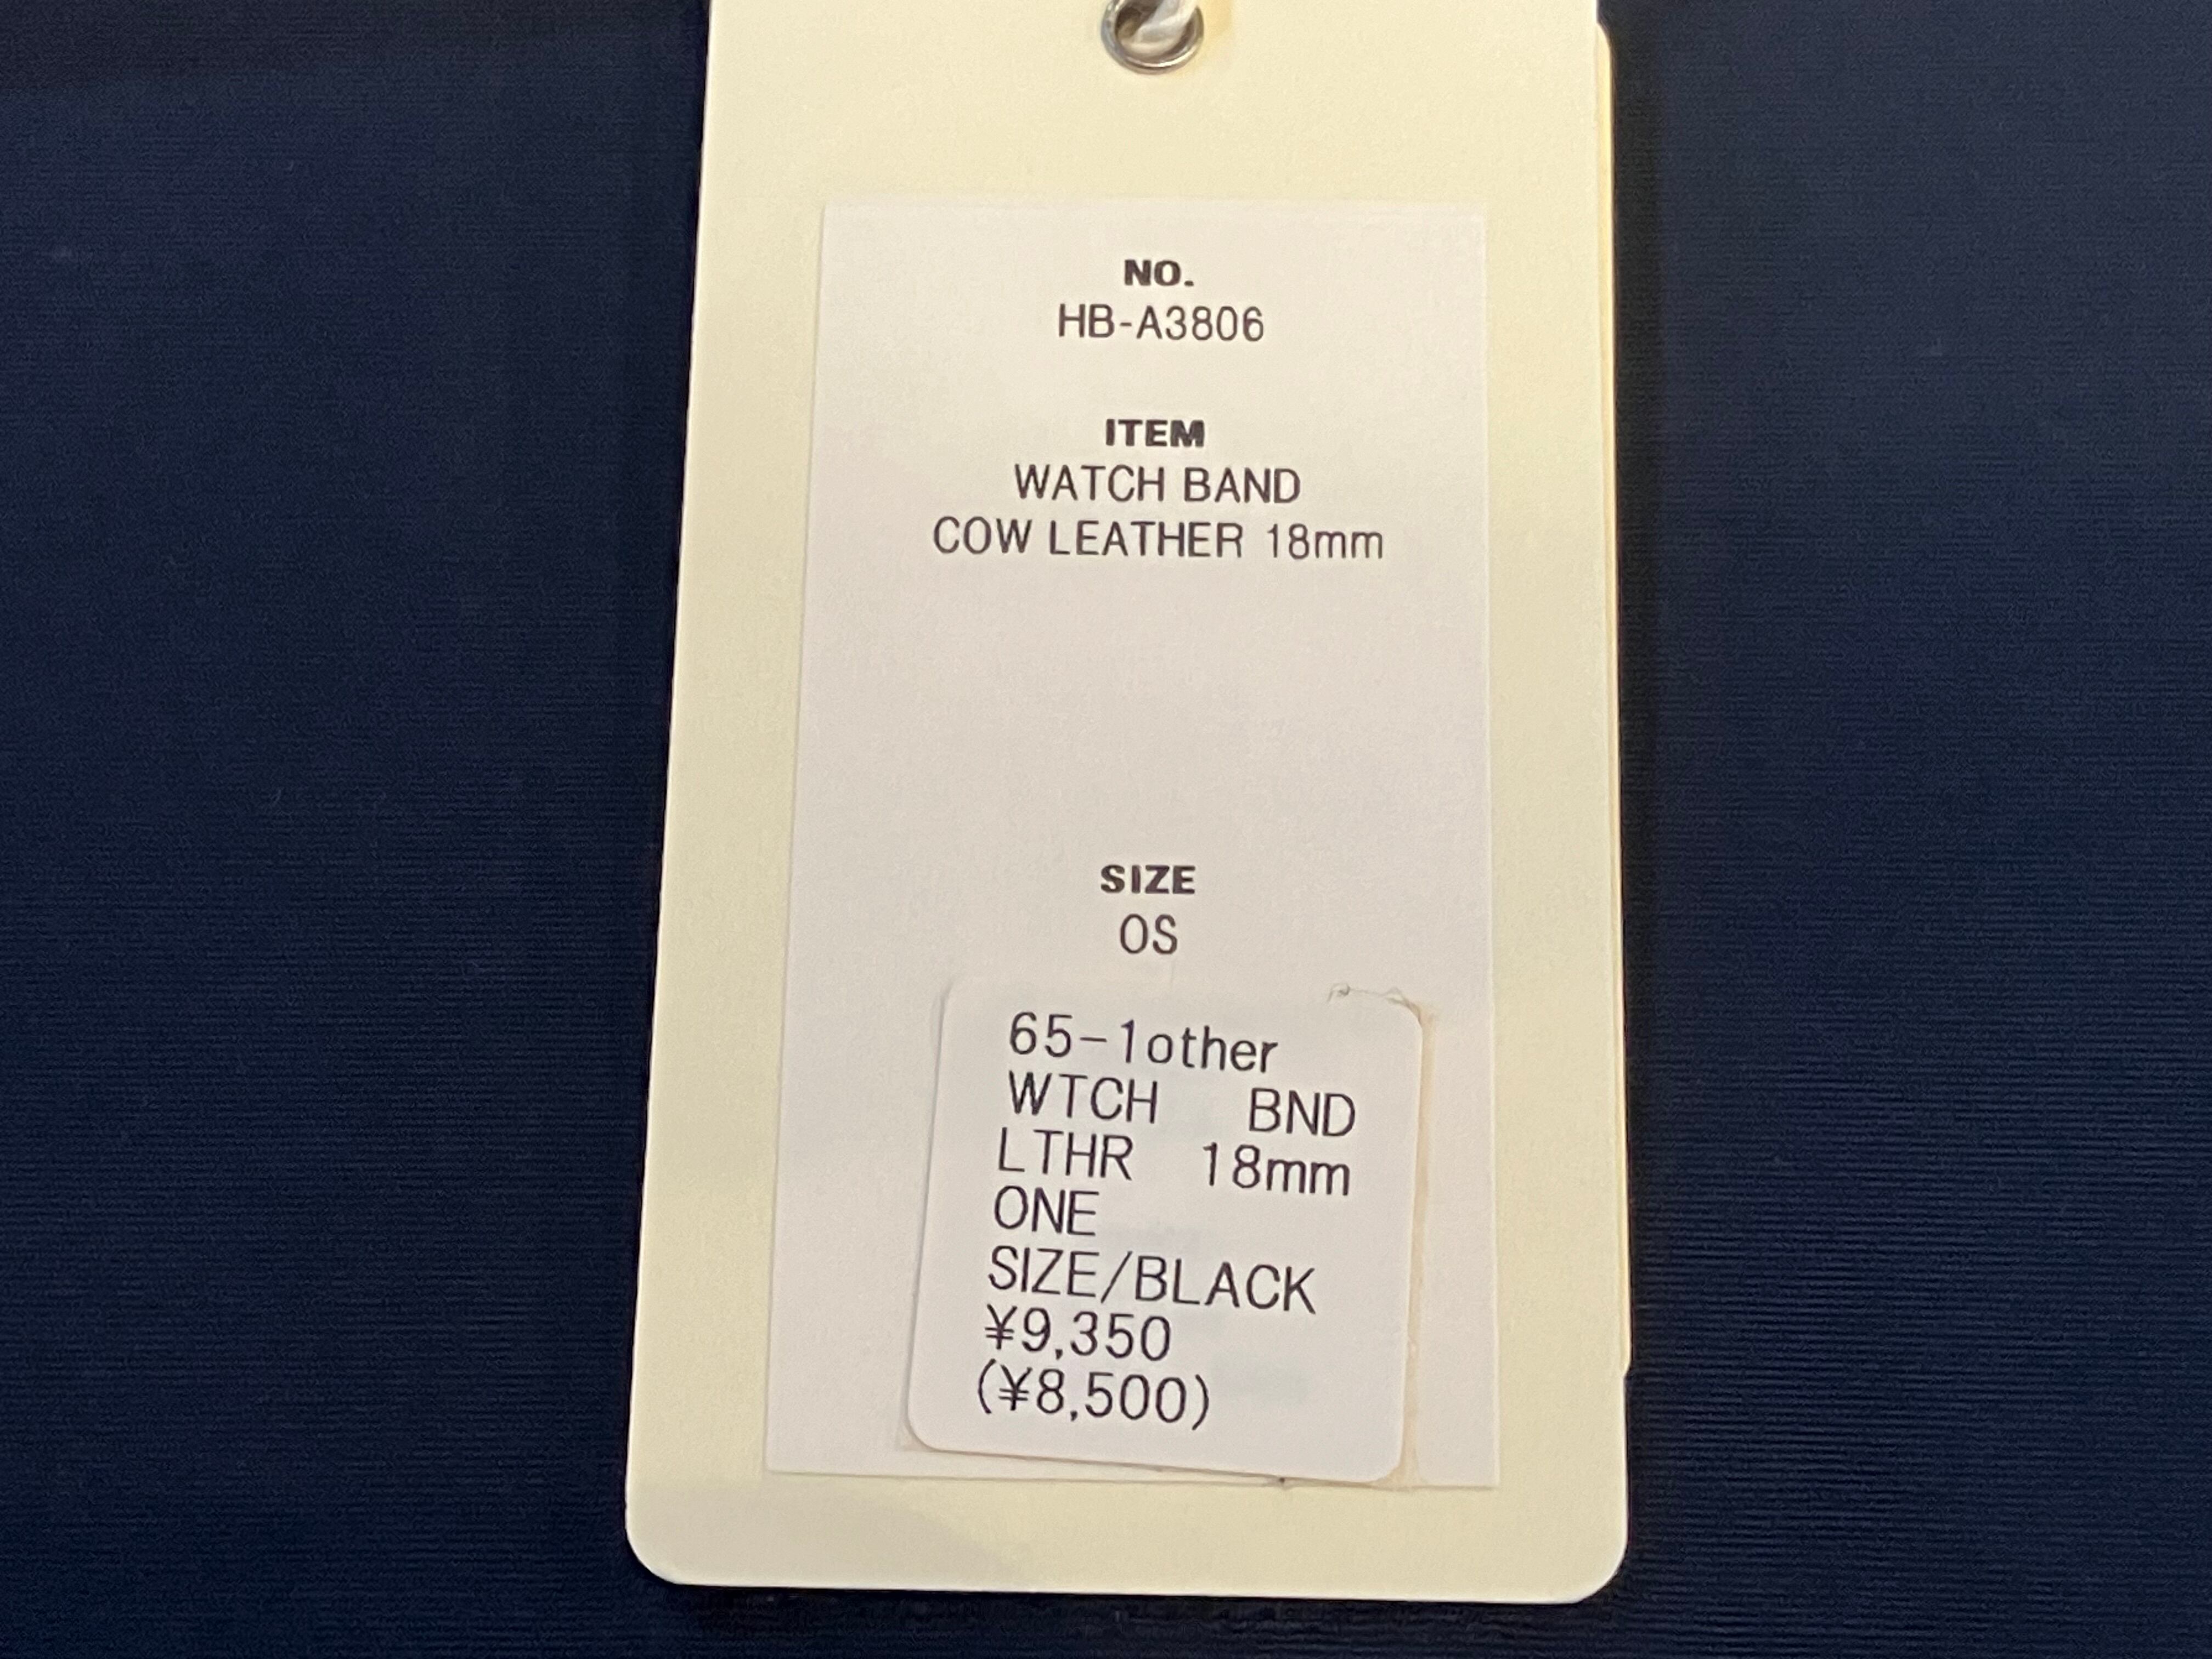 NO.
HB-A3806
ITEM
WATCH BAND
COW LEATHER 18mm
SIZE
OS
65-1other
WTCH BND
LTHR 18mm
ONE
SIZE/BLACK
¥9,350
(¥8,500)